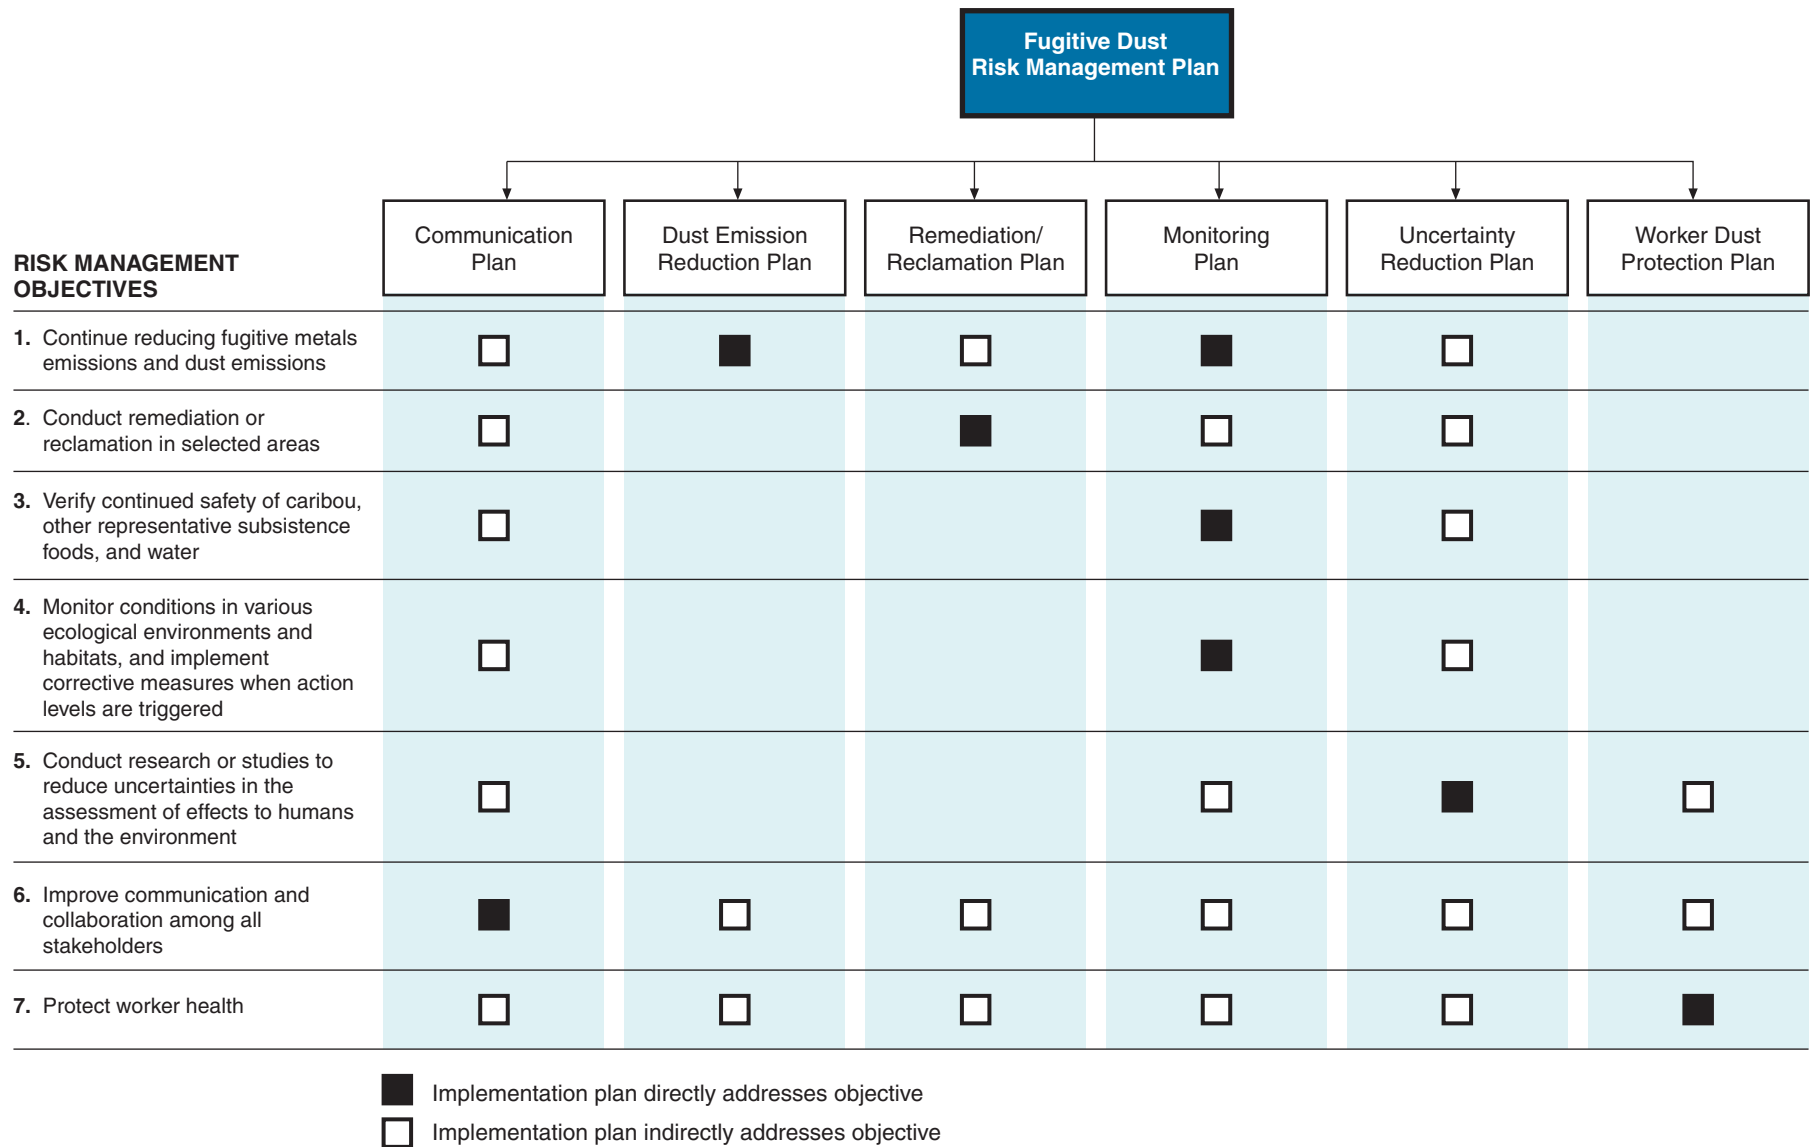 Fugitive Dust
Risk Management Plan
Communication
Plan
Dust Emission
Reduction Plan
Remediation/
Reclamation Plan
Monitoring
Plan
Uncertainty
Reduction Plan
Worker Dust
Protection Plan
RISK MANAGEMENT
OBJECTIVES
1. Continue reducing fugitive metals
emissions and dust emissions
2. Conduct remediation or
reclamation in selected areas
3. Verify continued safety of caribou,
other representative subsistence
foods, and water
4. Monitor conditions in various
ecological environments and
habitats, and implement
corrective measures when action
levels are triggered
5. Conduct research or studies to
reduce uncertainties in the
assessment of effects to humans
and the environment
6. Improve communication and
collaboration among all
stakeholders
7. Protect worker health
Implementation plan directly addresses objective
Implementation plan indirectly addresses objective